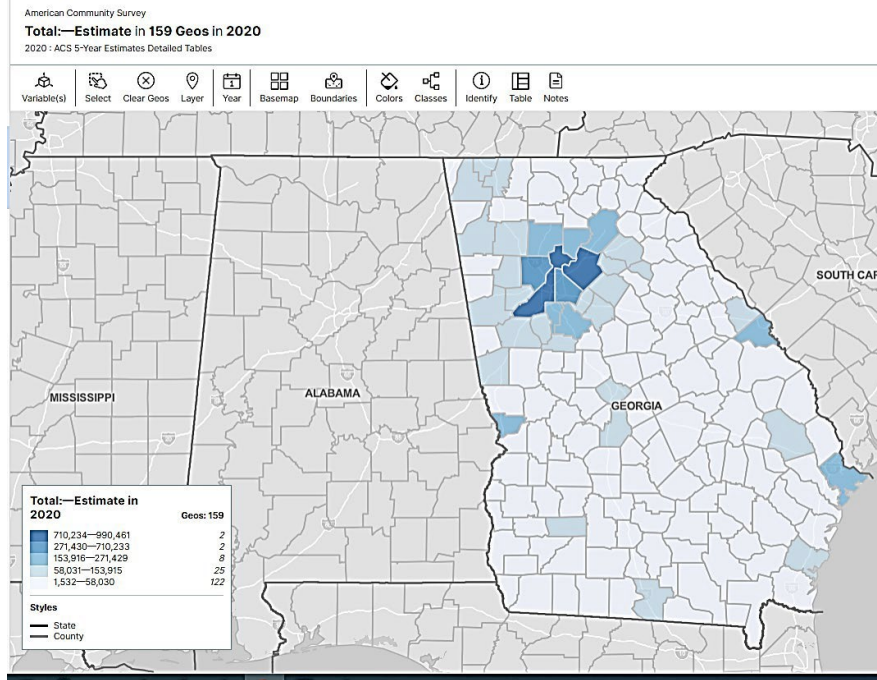 American Community Survey
Total:—Estimate in 159 Geos in 2020
2020 : ACS 5-Year Estimates Detailed Tables
Variable(s) Select Clear Geos Layer Year Basemap Boundaries Colors Classes Identify Table Notes
SOUTH CAR
MISSISSIPPI
ALABAMA
GEORGIA
Total:—Estimate in
2020 Geos: 159
710,234—990,461 2
271,430—710,233 2
153,916—271,429 8
58,031—153,915 25
1,532—58,030 122
Styles
State
County